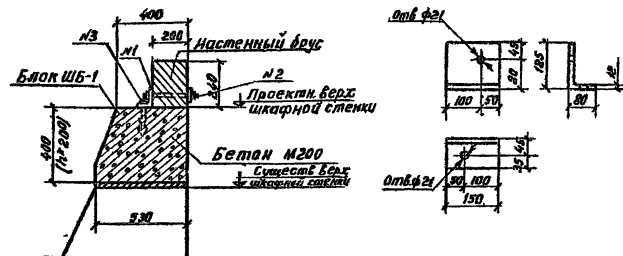 400
200
N3
N1
Настенный брус
Блок ШБ-1
240
N2
Проектн. верх
шкафной стенки
400
(h≥200)
Бетон М200
Существ верх
шкафной стенки
530
Отв ф21
45
80
100
50
125
80
12
Отв.ф21
45
35
50
100
150